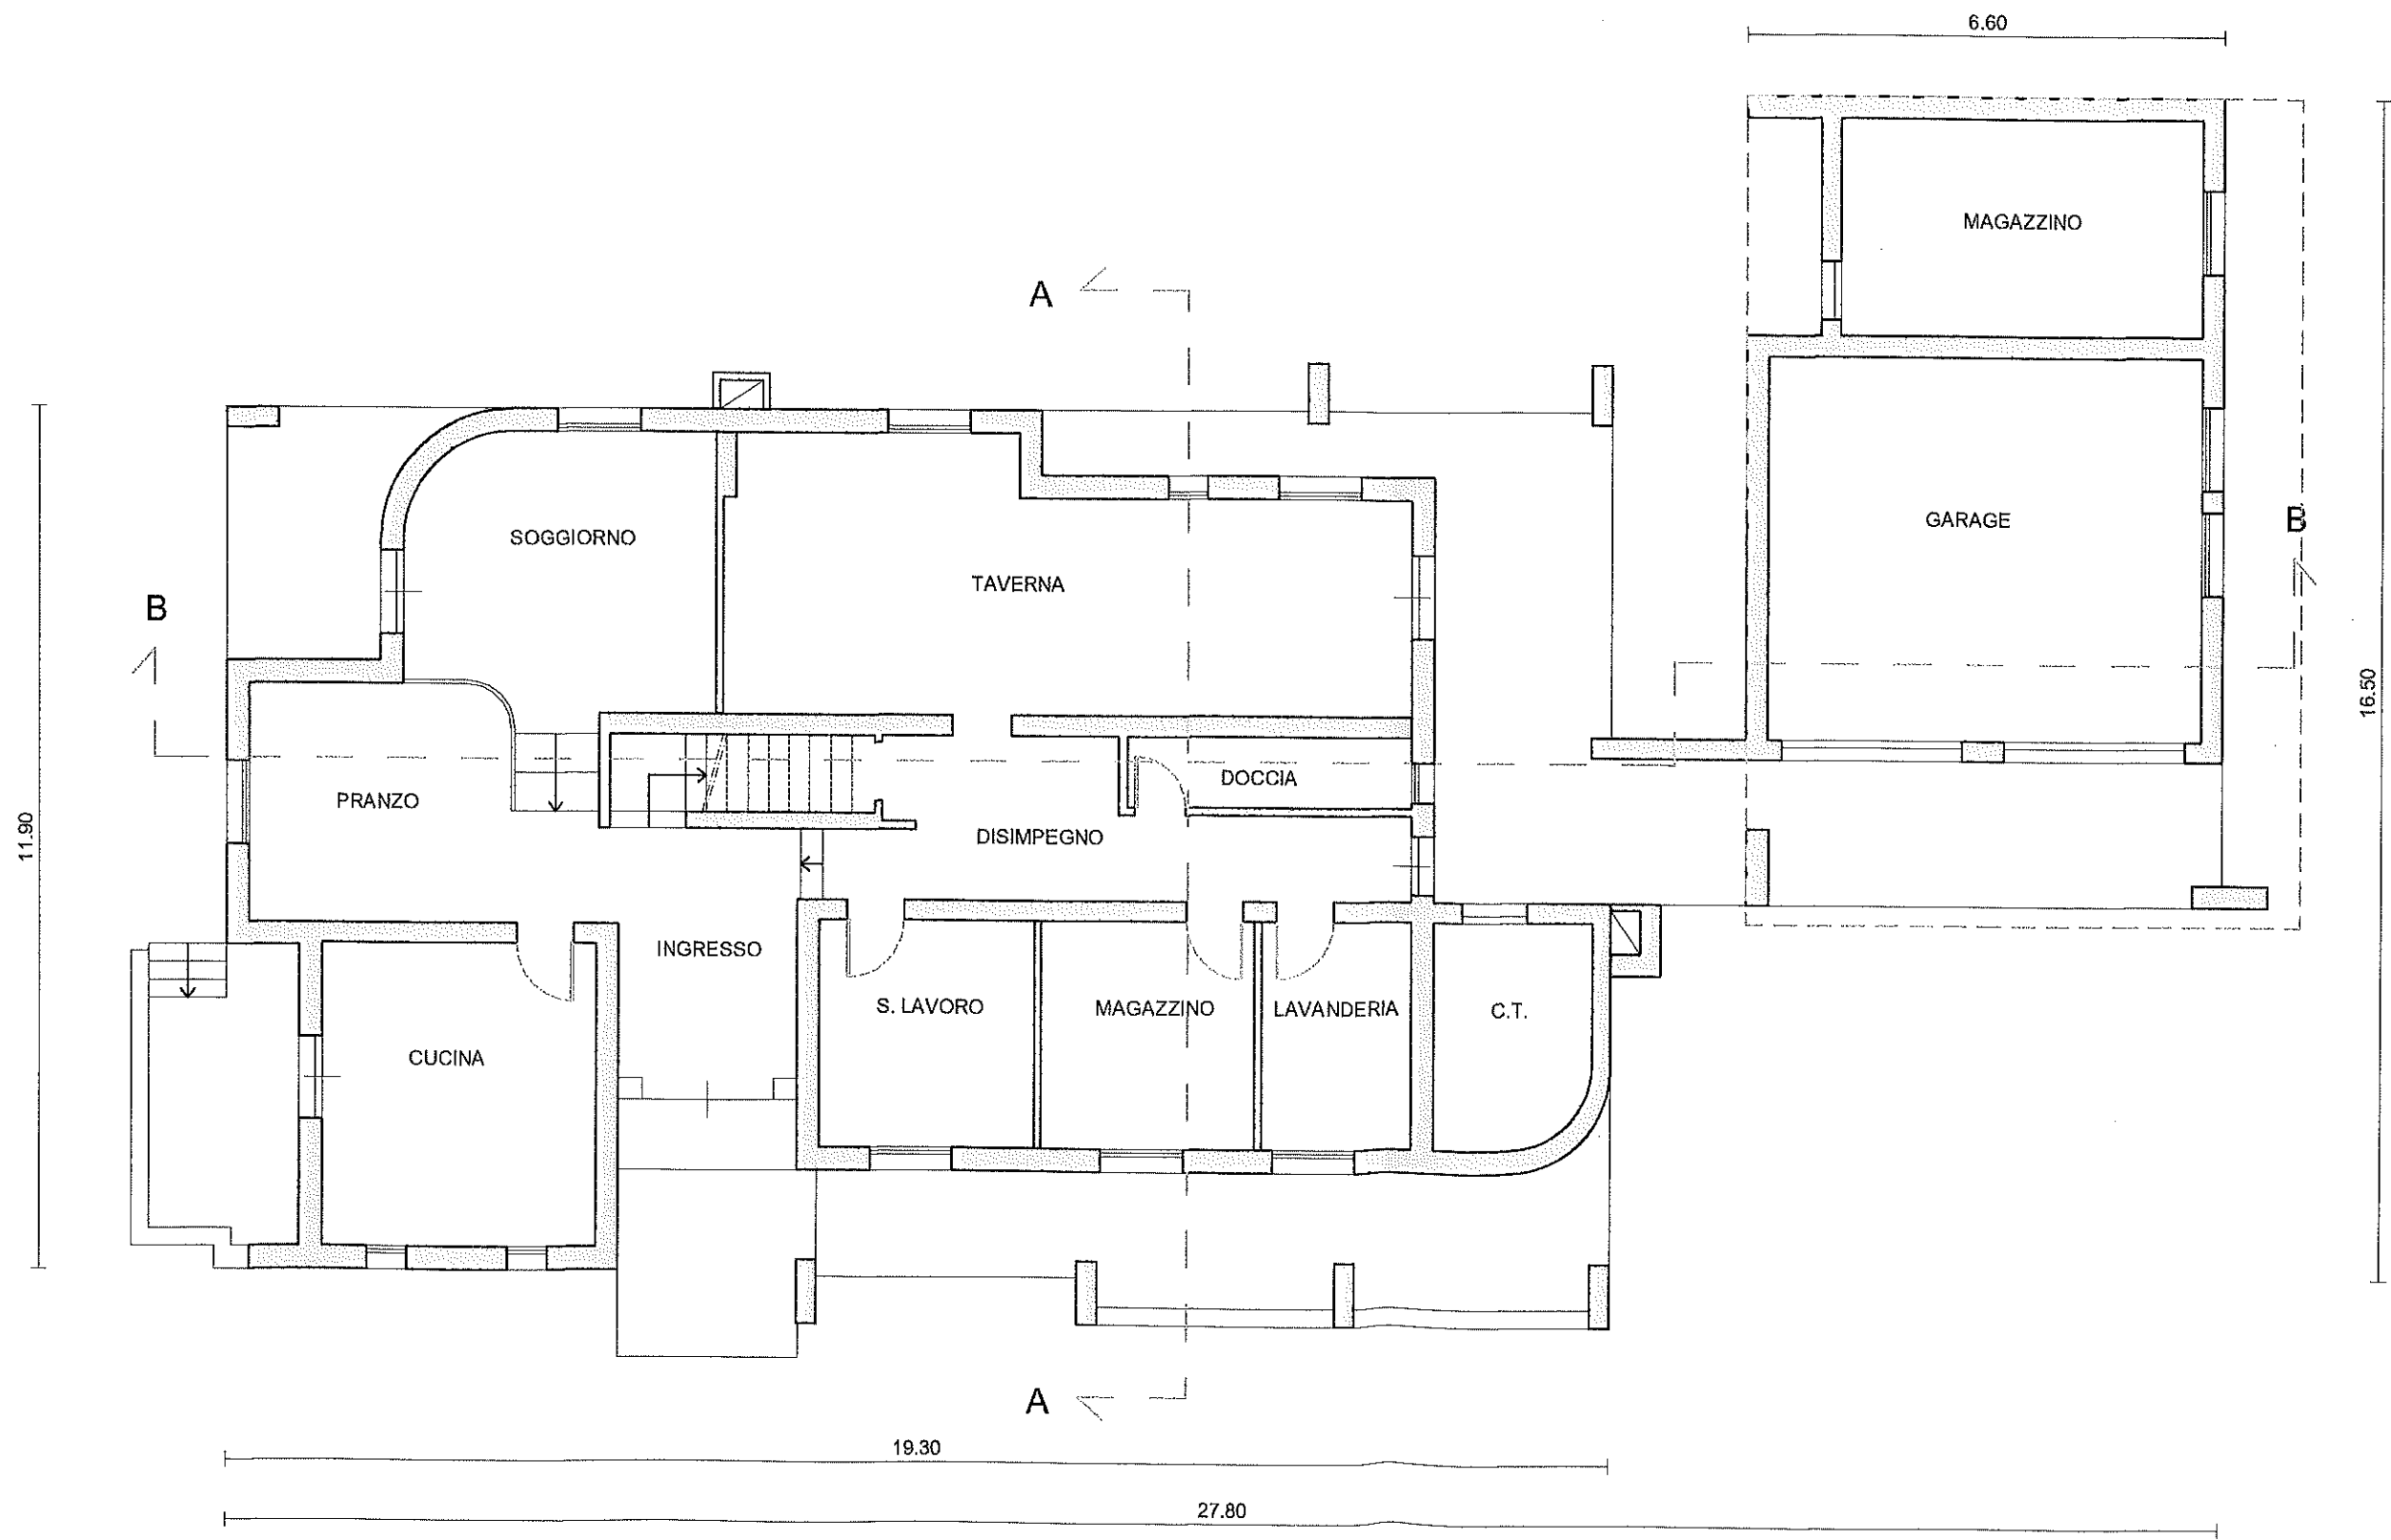 6.60
MAGAZZINO
A
GARAGE
B
SOGGIORNO
TAVERNA
B
16.50
DOCCIA
PRANZO
11.90
DISIMPEGNO
INGRESSO
S. LAVORO
MAGAZZINO
LAVANDERIA
C.T.
CUCINA
A
19.30
27.80